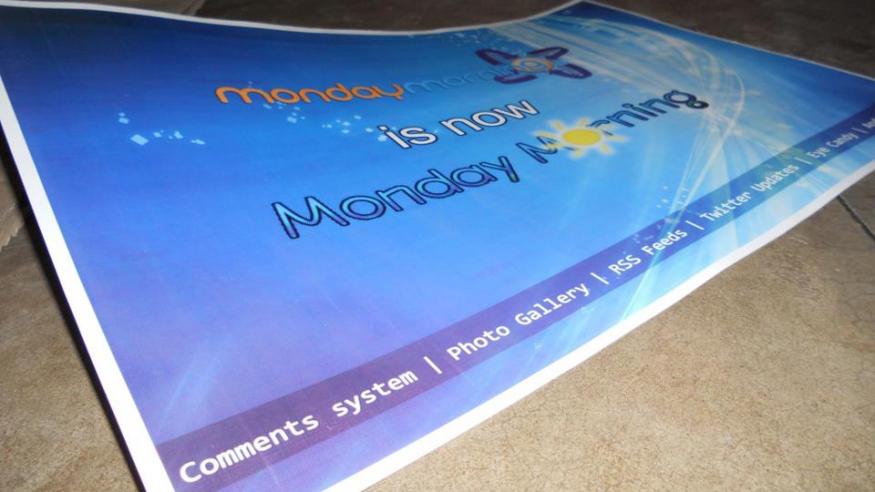 mondaymorning
is now
Monday Morning
Comments system | Photo Gallery | RSS Feeds | Twitter Updates | Eye Candy |